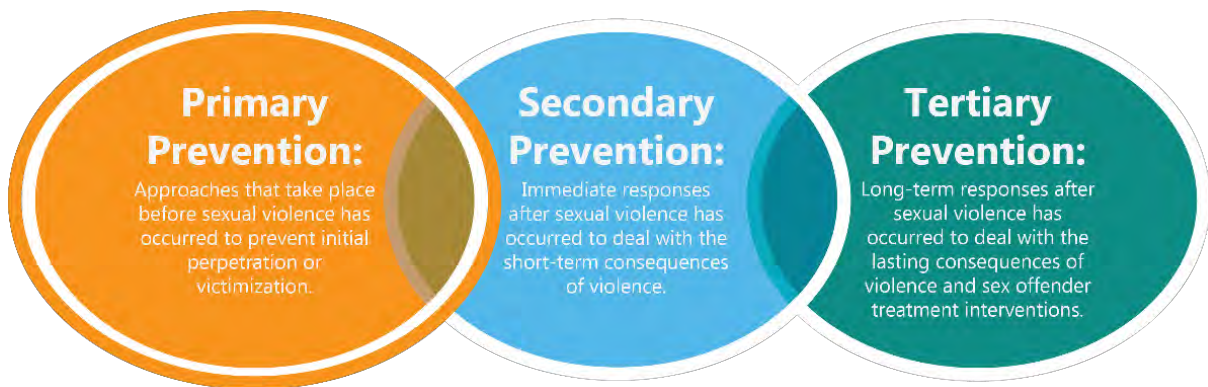 Primary
Prevention:
Approaches that take place
before sexual violence has
occurred to prevent initial
perpetration or
victimization.
Secondary
Prevention:
Immediate responses
after sexual violence has
occurred to deal with the
short-term consequences
of violence.
Tertiary
Prevention:
Long-term responses after
sexual violence has
occurred to deal with the
lasting consequences of
violence and sex offender
treatment interventions.